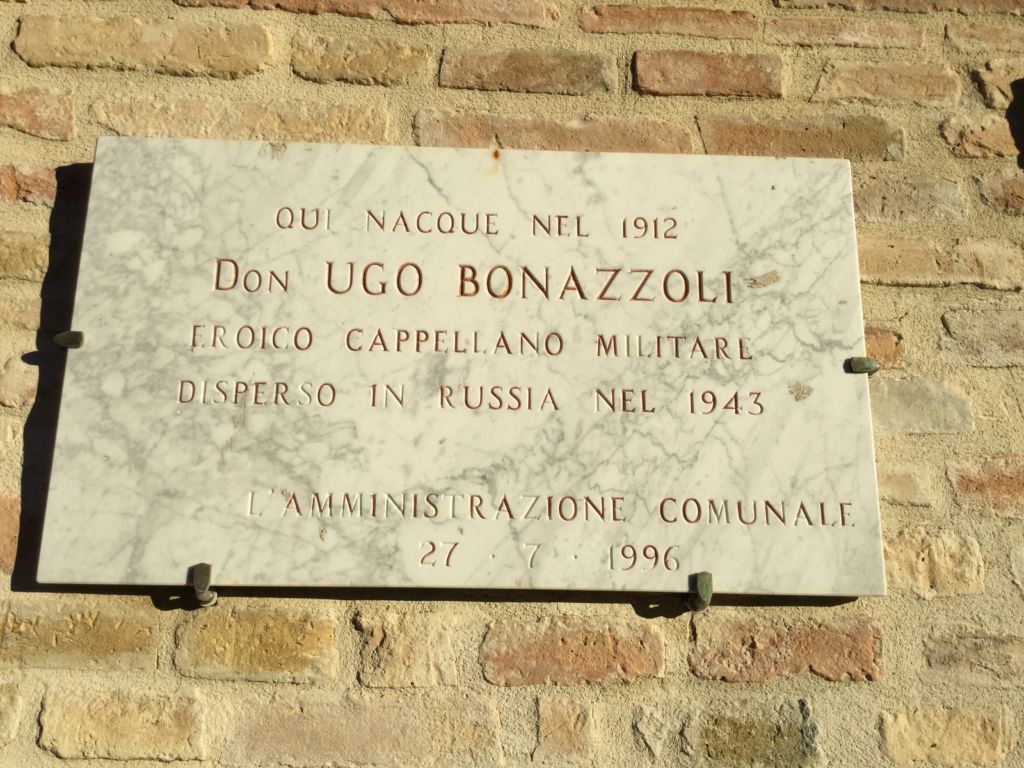 QUI NACQUE NEL 1912
DON UGO BONAZZOLI
EROICO CAPPELLANO MILITARE
DISPERSO IN RUSSIA NEL 1943
L'AMMINISTRAZIONE COMUNALE
27 · 7 · 1996